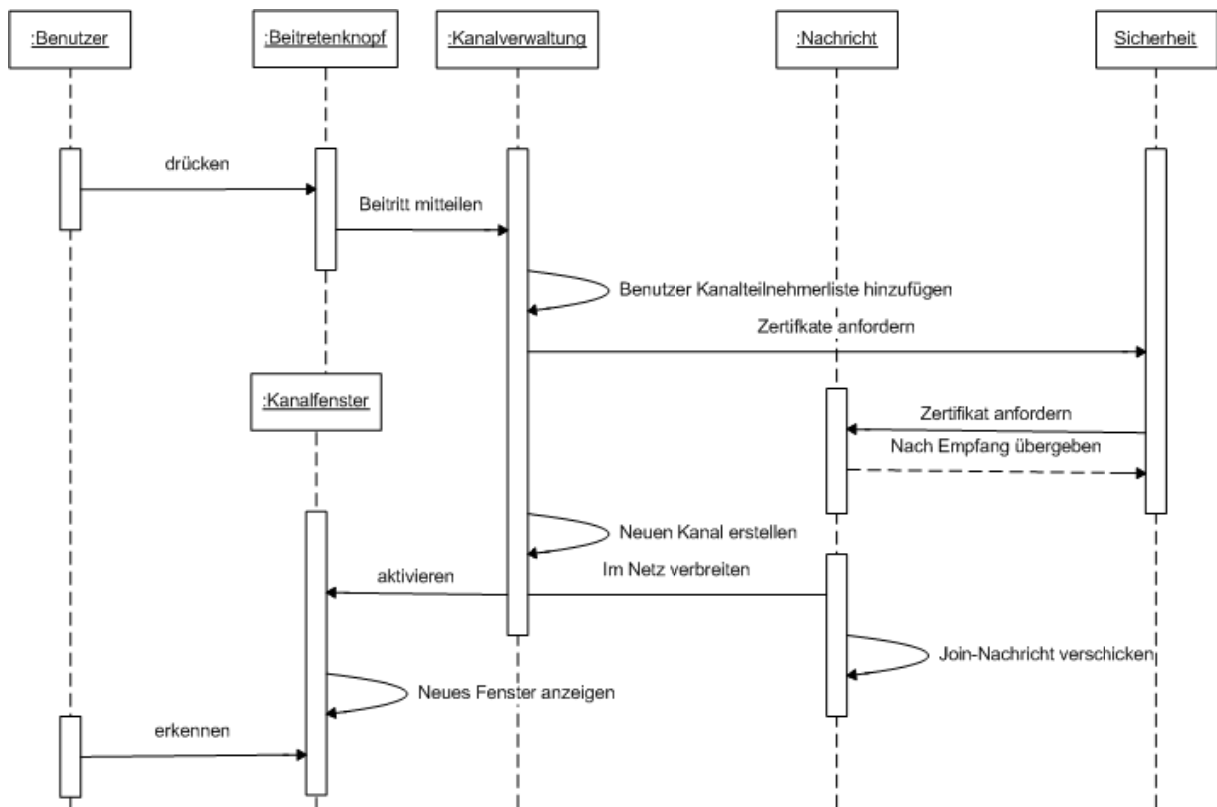 :Benutzer
:Beitretenknopf
:Kanalverwaltung
:Nachricht
Sicherheit
drücken
Beitritt mitteilen
Benutzer Kanalteilnehmerliste hinzufügen
Zertifkate anfordern
:Kanalfenster
Zertifikat anfordern
Nach Empfang übergeben
Neuen Kanal erstellen
aktivieren
Im Netz verbreiten
Join-Nachricht verschicken
Neues Fenster anzeigen
erkennen